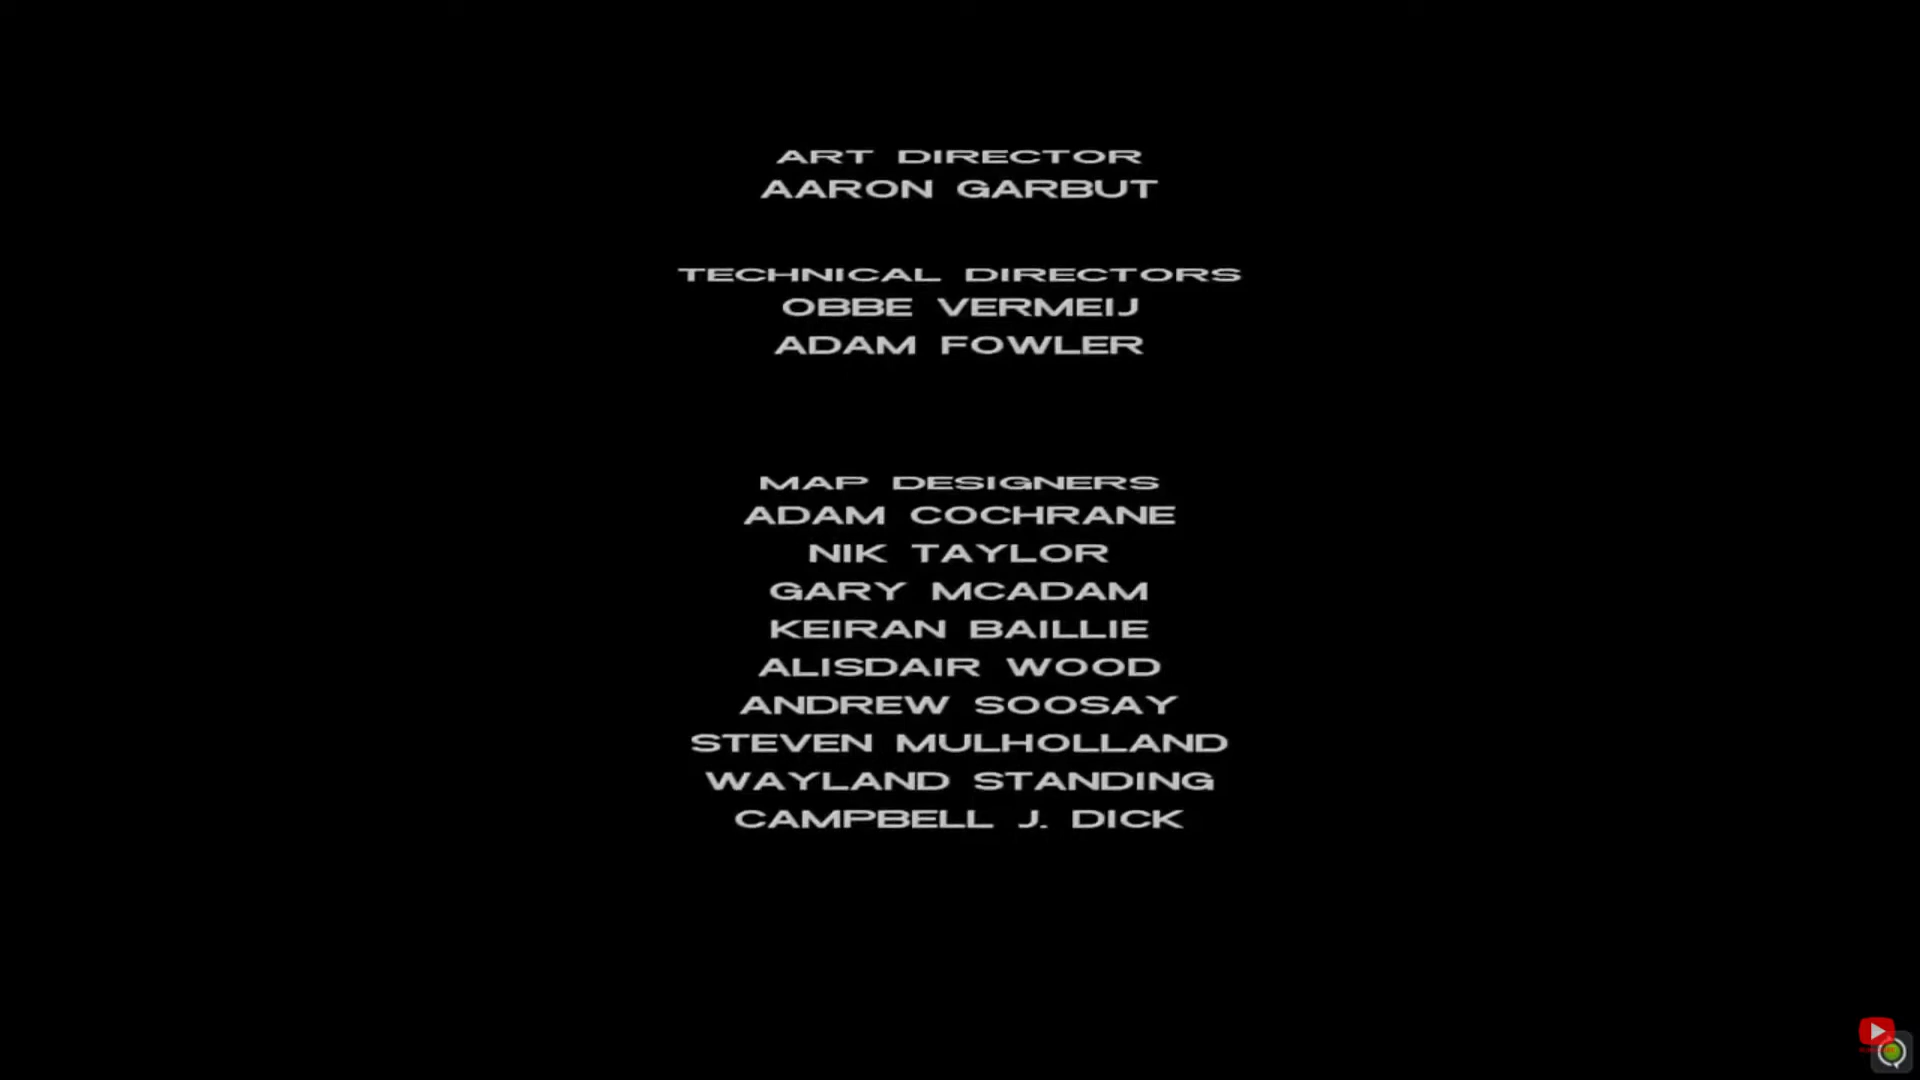 ART DIRECTOR
AARON GARBUT
TECHNICAL DIRECTORS
OBBE VERMEIJ
ADAM FOWLER
MAP DESIGNERS
ADAM COCHRANE
NIK TAYLOR
GARY MCADAM
KEIRAN BAILLIE
ALISDAIR WOOD
ANDREW SOOSAY
STEVEN MULHOLLAND
WAYLAND STANDING
CAMPBELL J. DICK